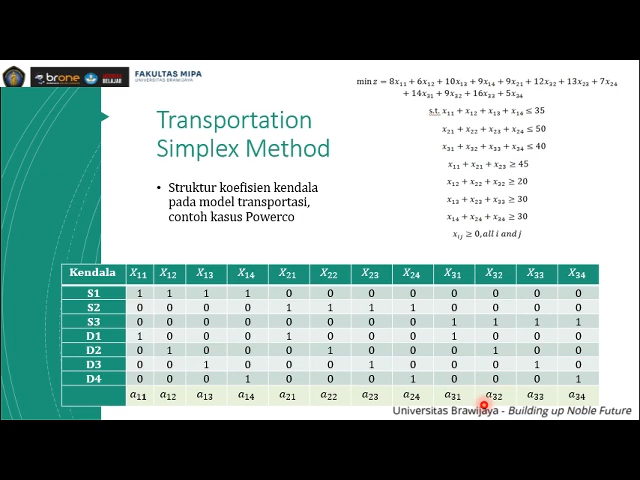 brone
BELAJAR
FAKULTAS MIPA
UNIVERSITAS BRAWIJAYA
min z = 8x₁₁ + 6x₁₂ + 10x₁₃ + 9x₁₄ + 9x₂₁ + 12x₃₂ + 13x₂₃ + 7x₂₄
+ 14x₃₁ + 9x₃₂ + 16x₃₃ + 5x₃₄
s.t. x₁₁ + x₁₂ + x₁₃ + x₁₄ ≤ 35
x₂₁ + x₂₂ + x₂₃ + x₂₄ ≤ 50
x₃₁ + x₃₂ + x₃₃ + x₃₄ ≤ 40
x₁₁ + x₂₁ + x₂₃ ≥ 45
x₁₂ + x₂₂ + x₃₂ ≥ 20
x₁₃ + x₂₃ + x₃₃ ≥ 30
x₁₄ + x₂₄ + x₃₄ ≥ 30
xᵢⱼ ≥ 0, all i and j
Transportation
Simplex Method
• Struktur koefisien kendala
pada model transportasi,
contoh kasus Powerco
Kendala X₁₁ X₁₂ X₁₃ X₁₄ X₂₁ X₂₂ X₂₃ X₂₄ X₃₁ X₃₂ X₃₃ X₃₄
S1 1 1 1 1 0 0 0 0 0 0 0 0
S2 0 0 0 0 1 1 1 1 0 0 0 0
S3 0 0 0 0 0 0 0 0 1 1 1 1
D1 1 0 0 0 1 0 0 0 1 0 0 0
D2 0 1 0 0 0 1 0 0 0 1 0 0
D3 0 0 1 0 0 0 1 0 0 0 1 0
D4 0 0 0 1 0 0 0 1 0 0 0 1
a₁₁ a₁₂ a₁₃ a₁₄ a₂₁ a₂₂ a₂₃ a₂₄ a₃₁ a₃₂ a₃₃ a₃₄
Universitas Brawijaya - Building up Noble Future